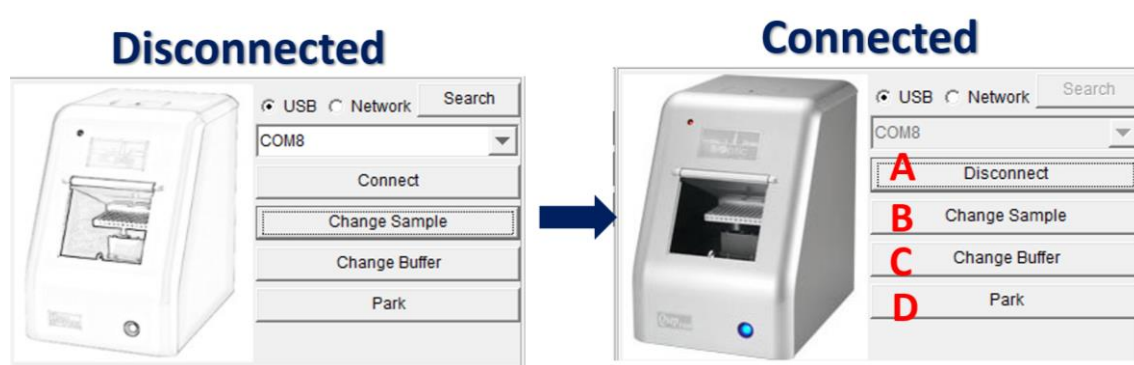 Disconnected
USB Network Search
COM8
Connect
Change Sample
Change Buffer
Park
Connected
USB Network Search
COM8
A Disconnect
B Change Sample
C Change Buffer
D Park